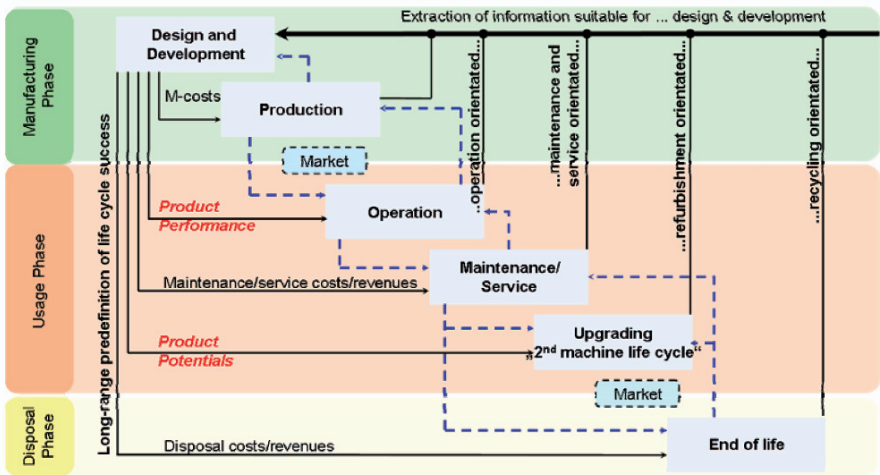 Extraction of information suitable for ... design & development
Manufacturing
Phase
Design and
Development
M-costs
Production
Market
...operation orientated...
...maintenance and
service oriented...
...refurbishment orientated...
...recycling orientated...
Long-range predefinition of life cycle success
Usage Phase
Product
Performance
Operation
Maintenance/service costs/revenues
Maintenance/
Service
Product
Potentials
Upgrading
„2nd machine life cycle“
Market
Disposal
Phase
Disposal costs/revenues
End of life